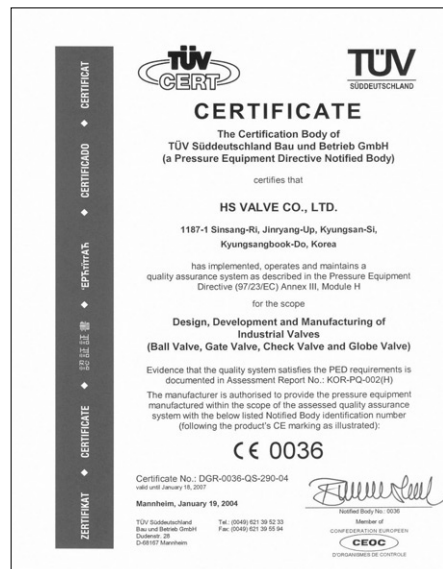 TÜV
CERT
TÜV
SÜDDEUTSCHLAND
CERTIFICATE
The Certification Body of
TÜV Süddeutschland Bau und Betrieb GmbH
(a Pressure Equipment Directive Notified Body)
certifies that
HS VALVE CO., LTD.
1187-1 Sinsang-Ri, Jinryang-Up, Kyungsan-Si,
Kyungsangbook-Do, Korea
has implemented, operates and maintains a
quality assurance system as described in the Pressure Equipment
Directive (97/23/EC) Annex III, Module H
for the scope
Design, Development and Manufacturing of
Industrial Valves
(Ball Valve, Gate Valve, Check Valve and Globe Valve)
Evidence that the quality system satisfies the PED requirements is
documented in Assessment Report No.: KOR-PQ-002(H)
The manufacturer is authorised to provide the pressure equipment
manufactured within the scope of the assessed quality assurance
system with the below listed Notified Body identification number
(following the product's CE marking as illustrated):
CE 0036
Certificate No.: DGR-0036-QS-290-04
valid until January 18, 2007
Mannheim, January 19, 2004
TÜV Süddeutschland
Bau und Betrieb GmbH
Dudenstr. 28
D-68167 Mannheim
Tel.: (0049) 621 39 52 33
Fax: (0049) 621 39 55 94
Notified Body No.: 0036
Member of
CONFEDERATION EUROPEEN
CEOC
D'ORGANISMES DE CONTROLE
ZERTIFIKAT ◆ CERTIFICATE ◆ 認証証書 ◆ ◆ CERTIFICADO ◆ CERTIFICAT